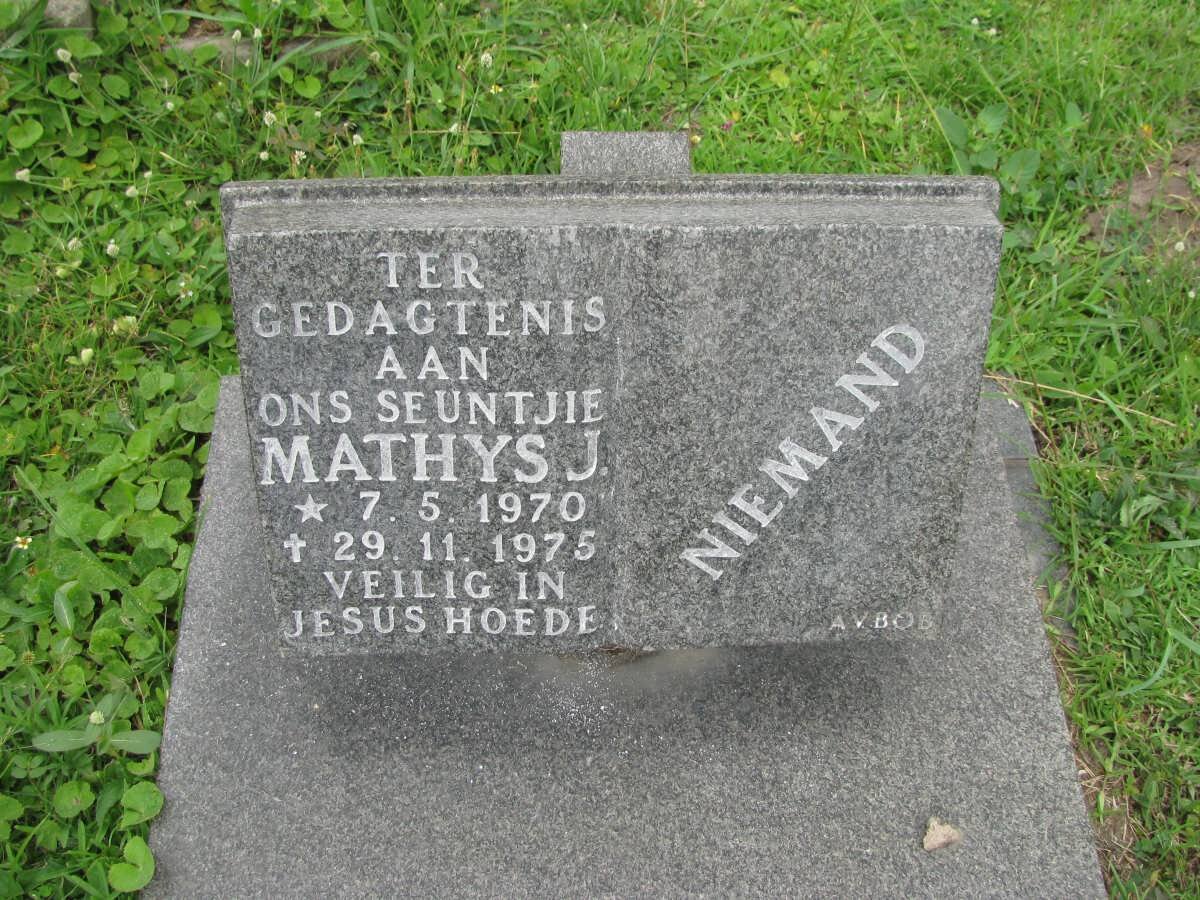 TER
GEDAGTENIS
AAN
ONS SEUNTJIE
MATHYS J.
★ 7. 5. 1970
✝ 29. 11. 1975
VEILIG IN
JESUS HOEDE
NIEMAND
AVBOB